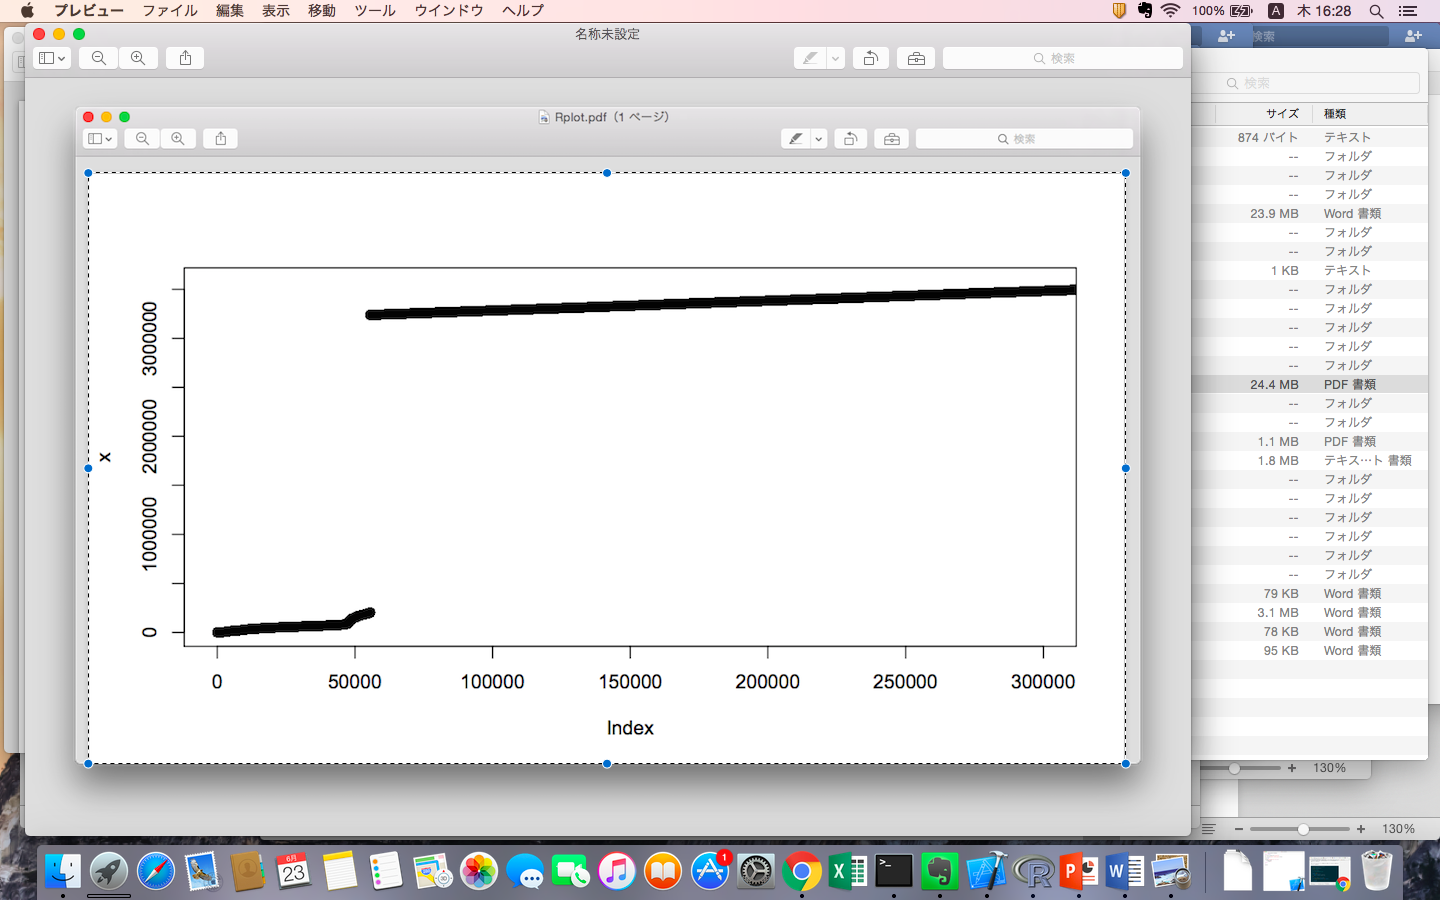 プレビュー ファイル 編集 表示 移動 ツール ウインドウ ヘルプ 100% A 木 16:28
名称未設定
検索
検索
検索
Rplot.pdf（1 ページ）
検索
サイズ 種類
874 バイト テキスト
-- フォルダ
-- フォルダ
-- フォルダ
23.9 MB Word 書類
-- フォルダ
-- フォルダ
1 KB テキスト
-- フォルダ
-- フォルダ
-- フォルダ
-- フォルダ
-- フォルダ
24.4 MB PDF 書類
-- フォルダ
-- フォルダ
1.1 MB PDF 書類
1.8 MB テキス…ト 書類
-- フォルダ
-- フォルダ
-- フォルダ
-- フォルダ
-- フォルダ
-- フォルダ
79 KB Word 書類
3.1 MB Word 書類
78 KB Word 書類
95 KB Word 書類
x
3000000
2000000
1000000
0
0 50000 100000 150000 200000 250000 300000
Index
130%
130%
6月
23
1